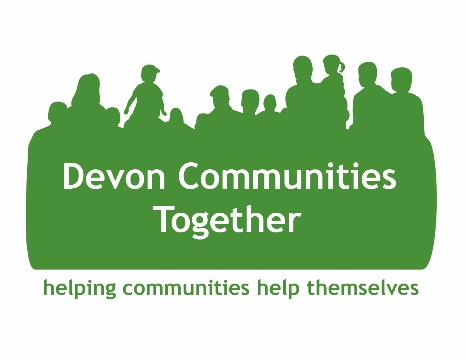 Devon Communities
Together
helping communities help themselves